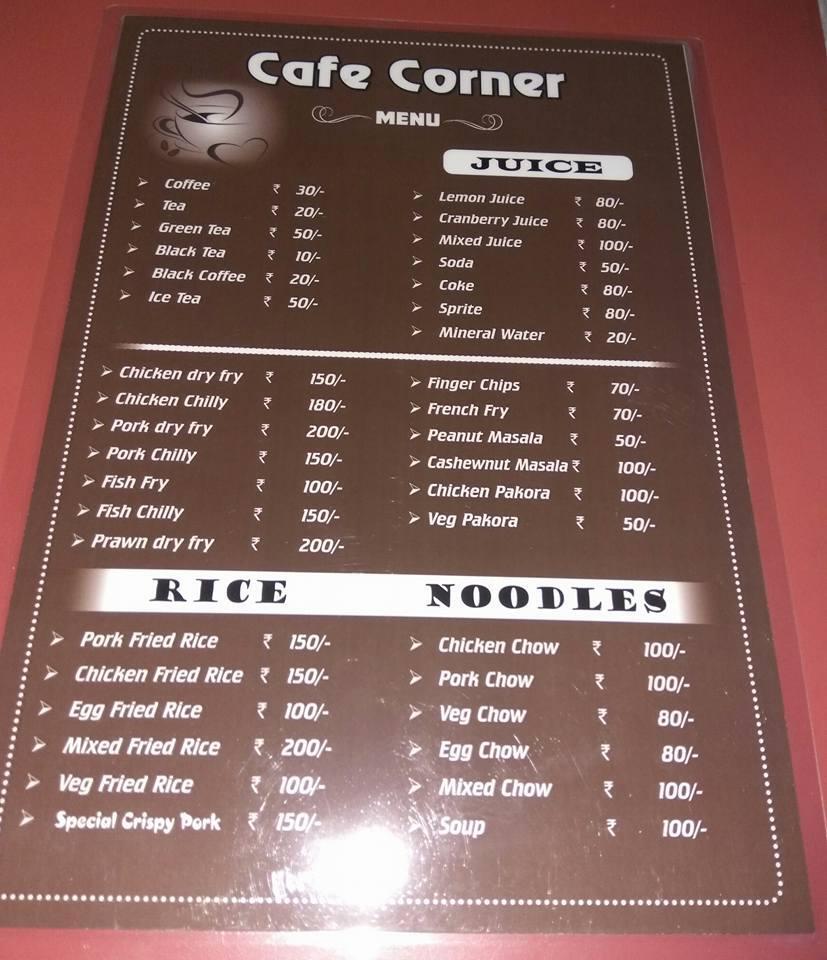 Cafe Corner
MENU
Coffee ₹ 30/-
Tea ₹ 20/-
Green Tea ₹ 50/-
Black Tea ₹ 10/-
Black Coffee ₹ 20/-
Ice Tea ₹ 50/-
JUICE
Lemon Juice ₹ 80/-
Cranberry Juice ₹ 80/-
Mixed Juice ₹ 100/-
Soda ₹ 50/-
Coke ₹ 80/-
Sprite ₹ 80/-
Mineral Water ₹ 20/-
Chicken dry fry ₹ 150/-
Chicken Chilly ₹ 180/-
Pork dry fry ₹ 200/-
Pork Chilly ₹ 150/-
Fish Fry ₹ 100/-
Fish Chilly ₹ 150/-
Prawn dry fry ₹ 200/-
Finger Chips ₹ 70/-
French Fry ₹ 70/-
Peanut Masala ₹ 50/-
Cashewnut Masala ₹ 100/-
Chicken Pakora ₹ 100/-
Veg Pakora ₹ 50/-
RICE
Pork Fried Rice ₹ 150/-
Chicken Fried Rice ₹ 150/-
Egg Fried Rice ₹ 100/-
Mixed Fried Rice ₹ 200/-
Veg Fried Rice ₹ 100/-
Special Crispy Pork ₹ 150/-
NOODLES
Chicken Chow ₹ 100/-
Pork Chow ₹ 100/-
Veg Chow ₹ 80/-
Egg Chow ₹ 80/-
Mixed Chow ₹ 100/-
Soup ₹ 100/-